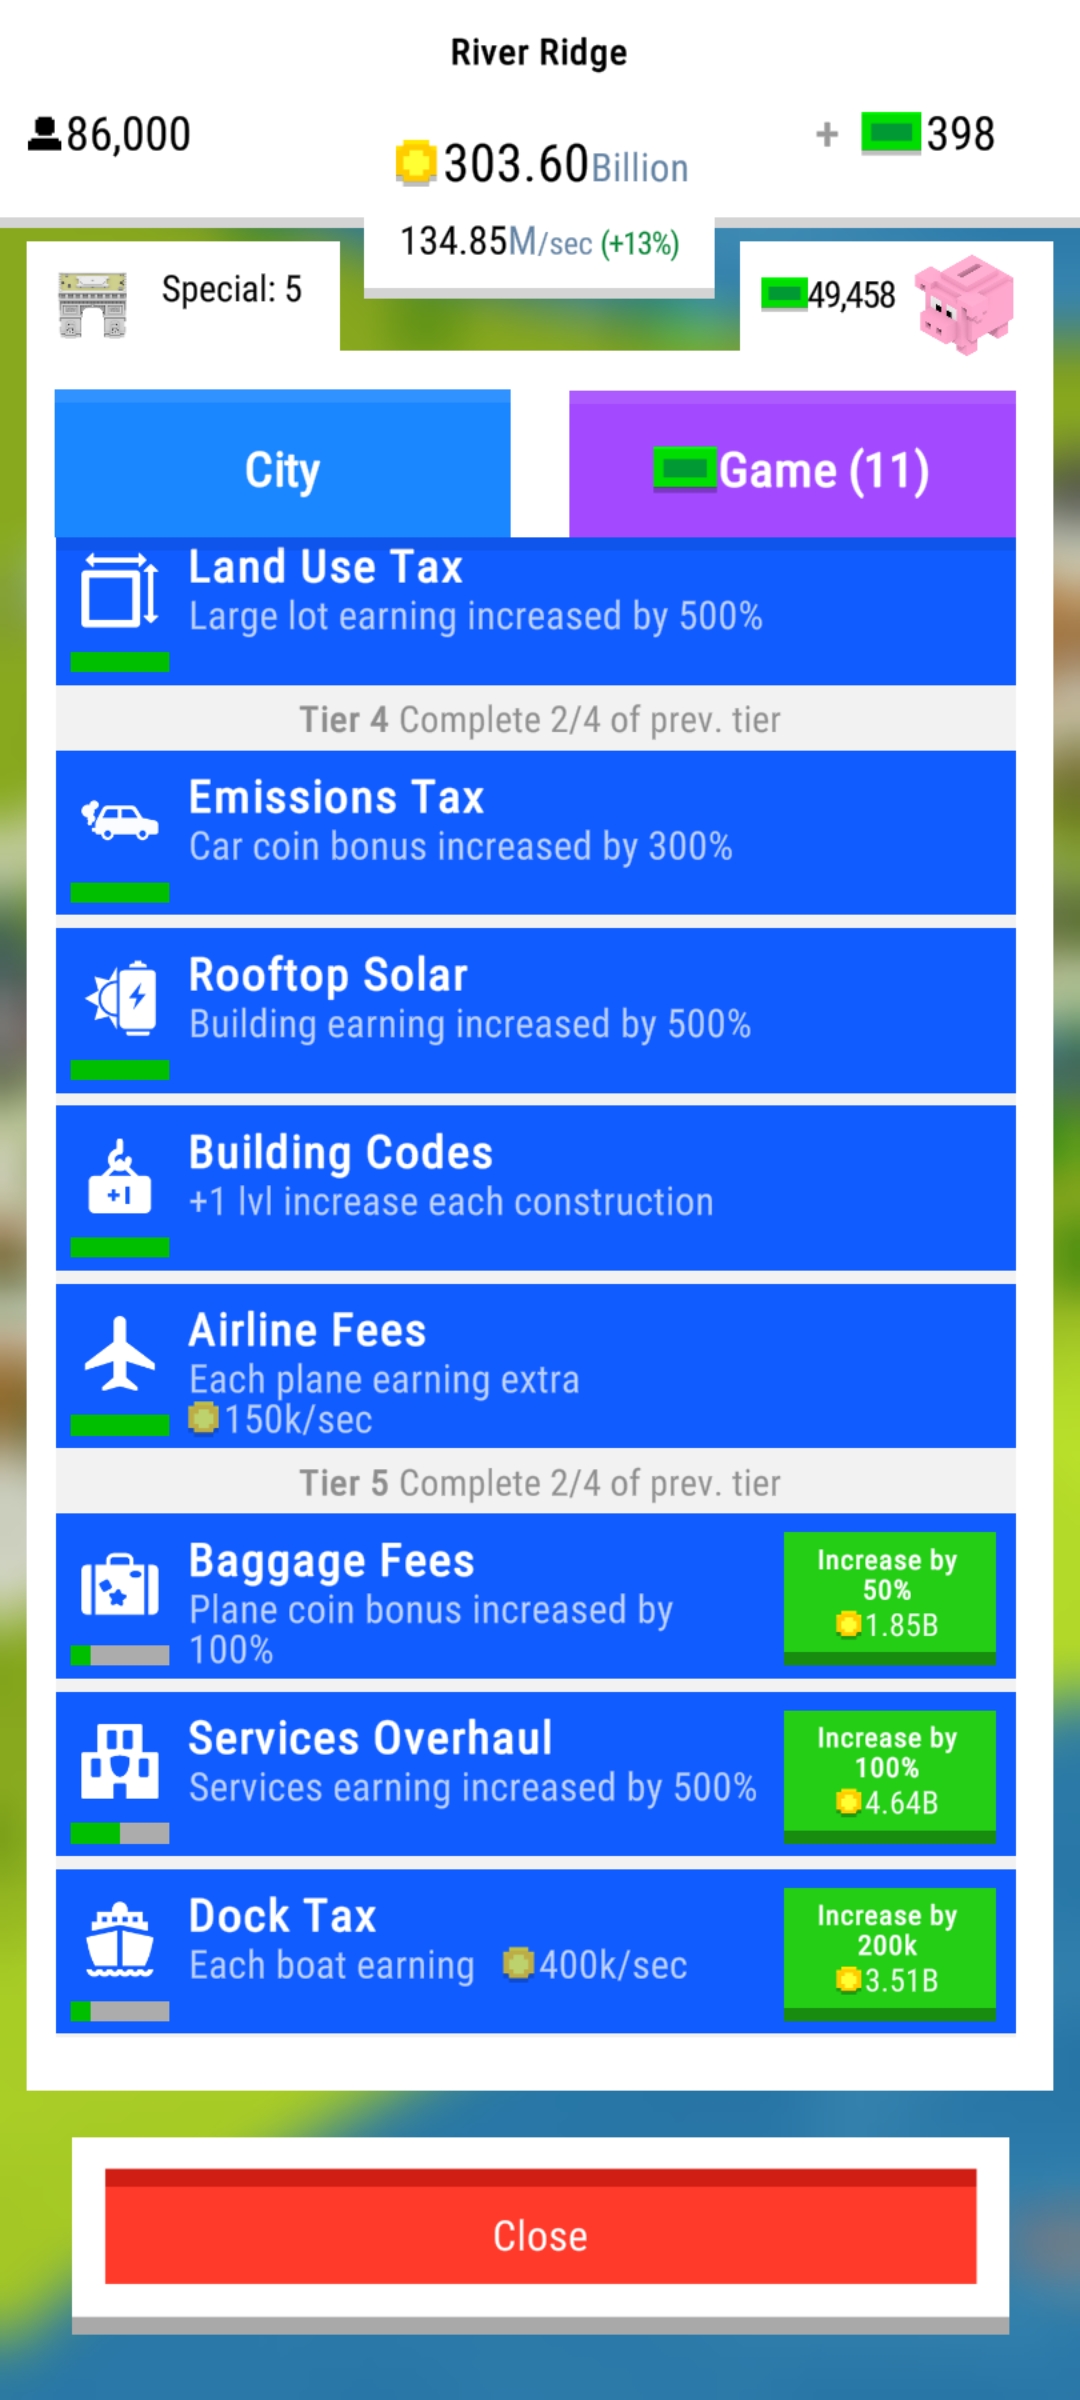 River Ridge
86,000
303.60Billion
+ 398
134.85M/sec (+13%)
Special: 5
49,458
City
Game (11)
Land Use Tax
Large lot earning increased by 500%
Tier 4 Complete 2/4 of prev. tier
Emissions Tax
Car coin bonus increased by 300%
Rooftop Solar
Building earning increased by 500%
Building Codes
+1 lvl increase each construction
+1
Airline Fees
Each plane earning extra
150k/sec
Tier 5 Complete 2/4 of prev. tier
Baggage Fees
Plane coin bonus increased by
100%
Increase by
50%
1.85B
Services Overhaul
Services earning increased by 500%
Increase by
100%
4.64B
Dock Tax
Each boat earning 400k/sec
Increase by
200k
3.51B
Close